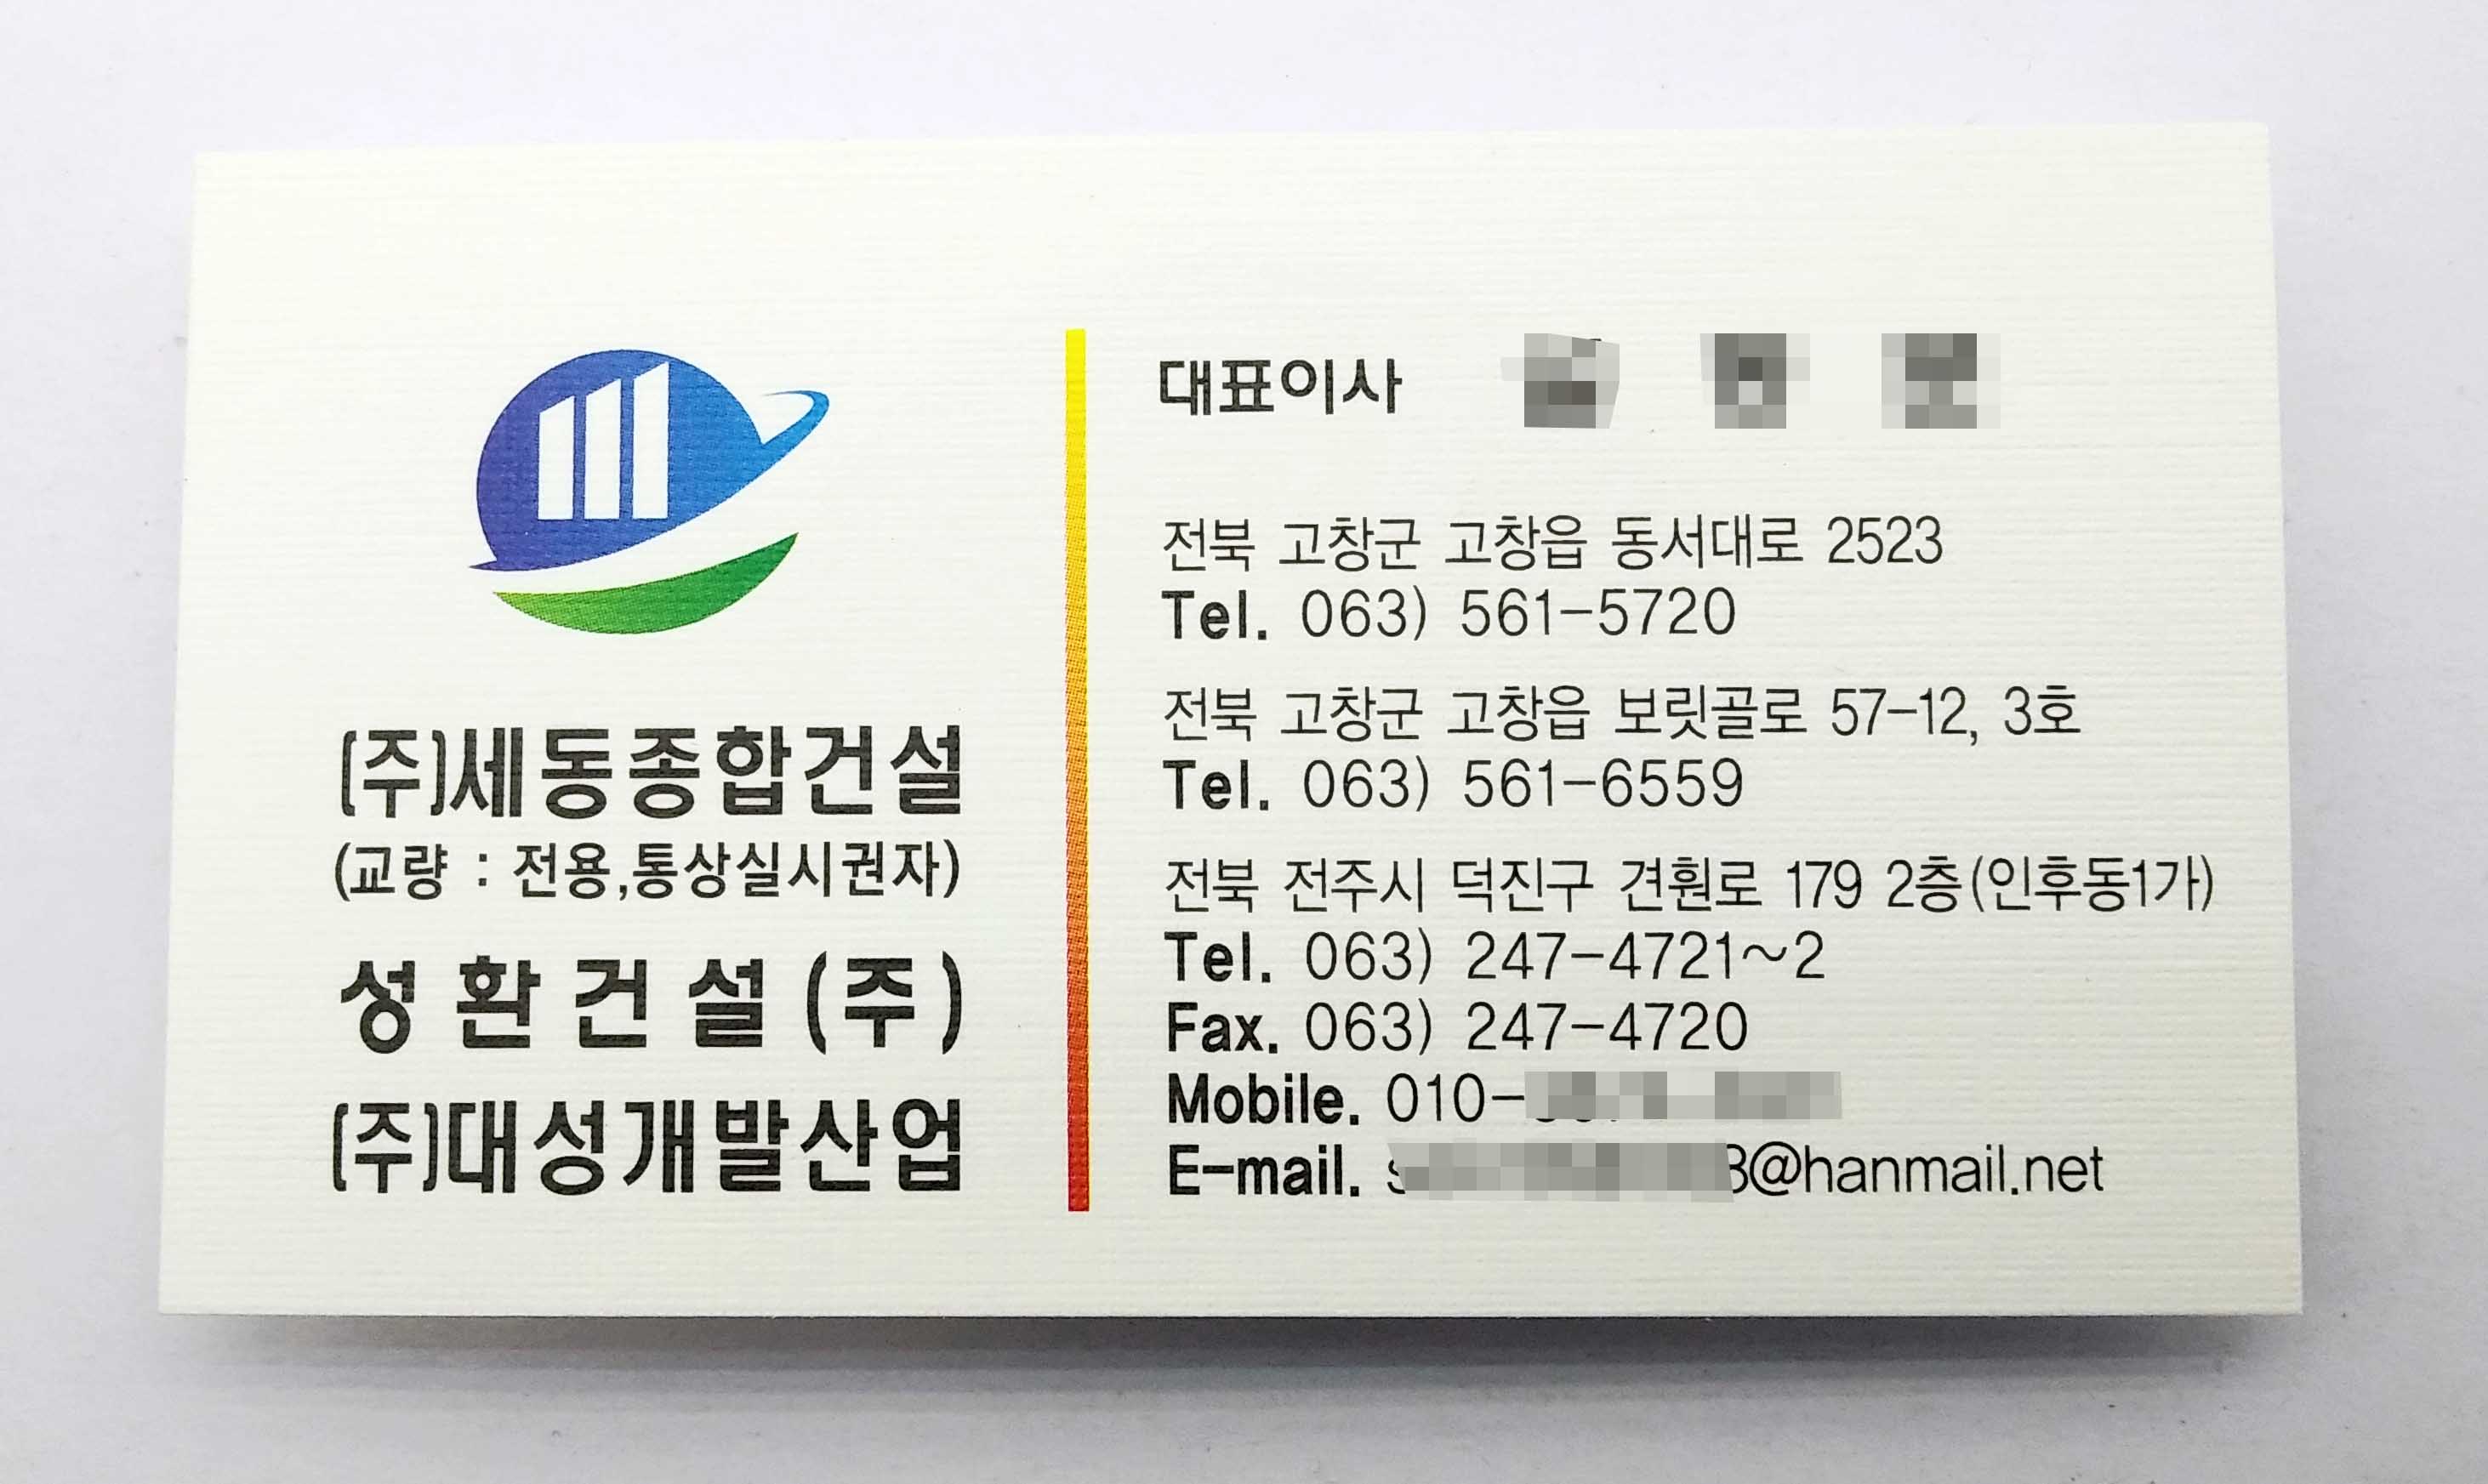 (주)세동종합건설
(교량 : 전용,통상실시권자)
성환건설(주)
(주)대성개발산업
대표이사
전북 고창군 고창읍 동서대로 2523
Tel. 063) 561-5720
전북 고창군 고창읍 보릿골로 57-12, 3호
Tel. 063) 561-6559
전북 전주시 덕진구 견훤로 179 2층(인후동1가)
Tel. 063) 247-4721~2
Fax. 063) 247-4720
Mobile. 010-
E-mail. @hanmail.net